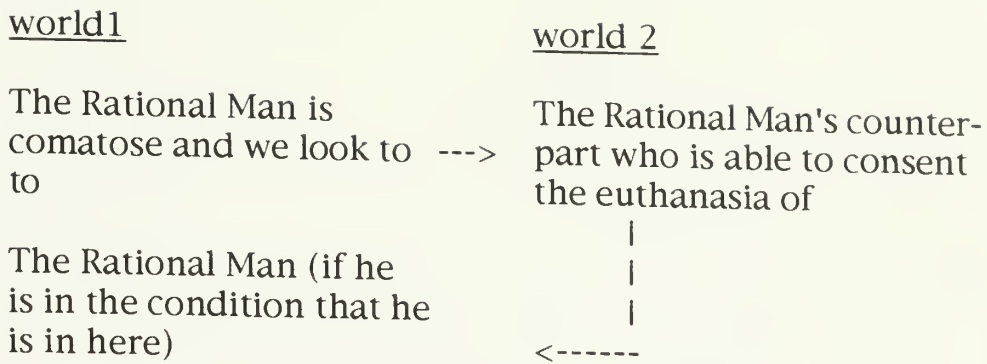 world1
The Rational Man is
comatose and we look to --->
to
The Rational Man (if he
is in the condition that he
is in here)
world 2
The Rational Man's counter-
part who is able to consent
the euthanasia of
|
|
|
<------